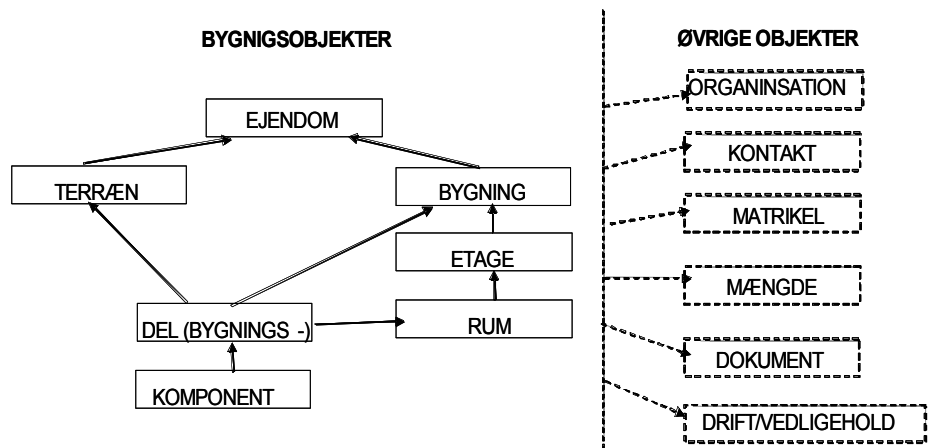 BYGNIGSOBJEKTER
EJENDOM
TERRÆN
BYGNING
ETAGE
DEL (BYGNINGS -)
RUM
KOMPONENT
ØVRIGE OBJEKTER
ORGANINSATION
KONTAKT
MATRIKEL
MÆNGDE
DOKUMENT
DRIFT/VEDLIGEHOLD